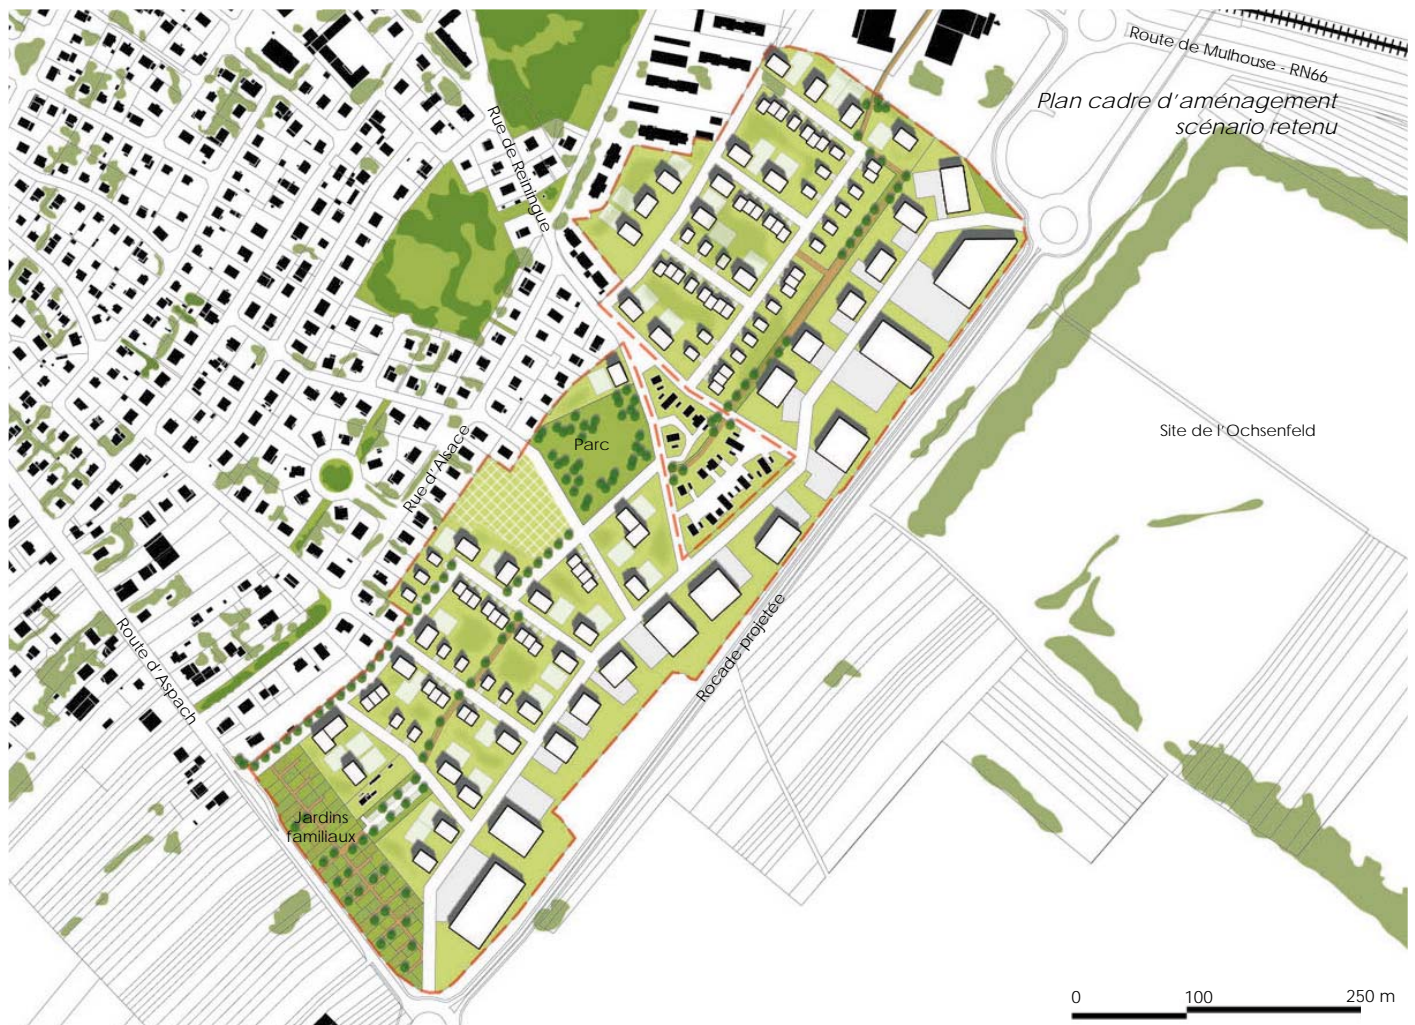 Route de Mulhouse - RN66
Plan cadre d'aménagement
scénario retenu
Rue de Reiningue
Site de l'Ochsenfeld
Parc
Rue d'Alsace
Rocade projetée
Route d'Aspach
Jardins
familiaux
0 100 250 m